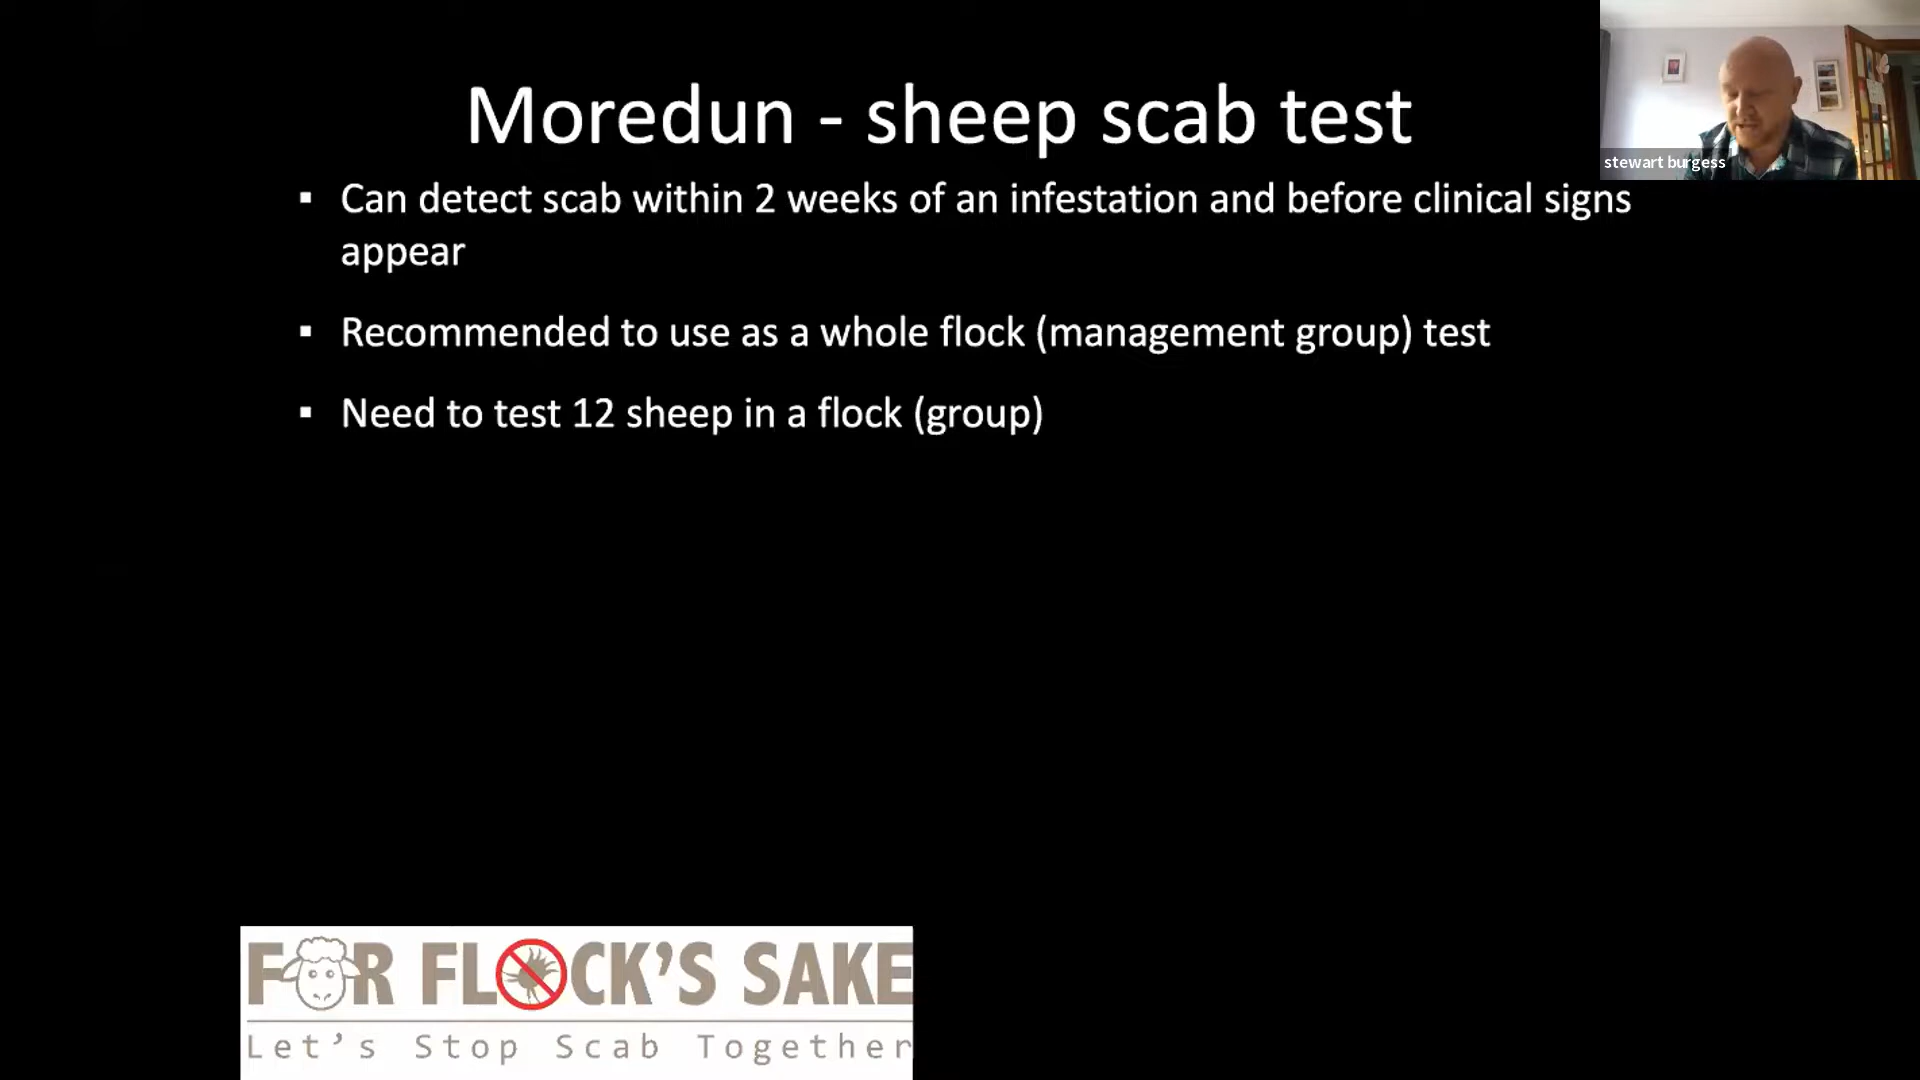 Moredun - sheep scab test
stewart burgess
▪ Can detect scab within 2 weeks of an infestation and before clinical signs
appear
▪ Recommended to use as a whole flock (management group) test
▪ Need to test 12 sheep in a flock (group)
FOR FLOCK'S SAKE
Let's Stop Scab Together